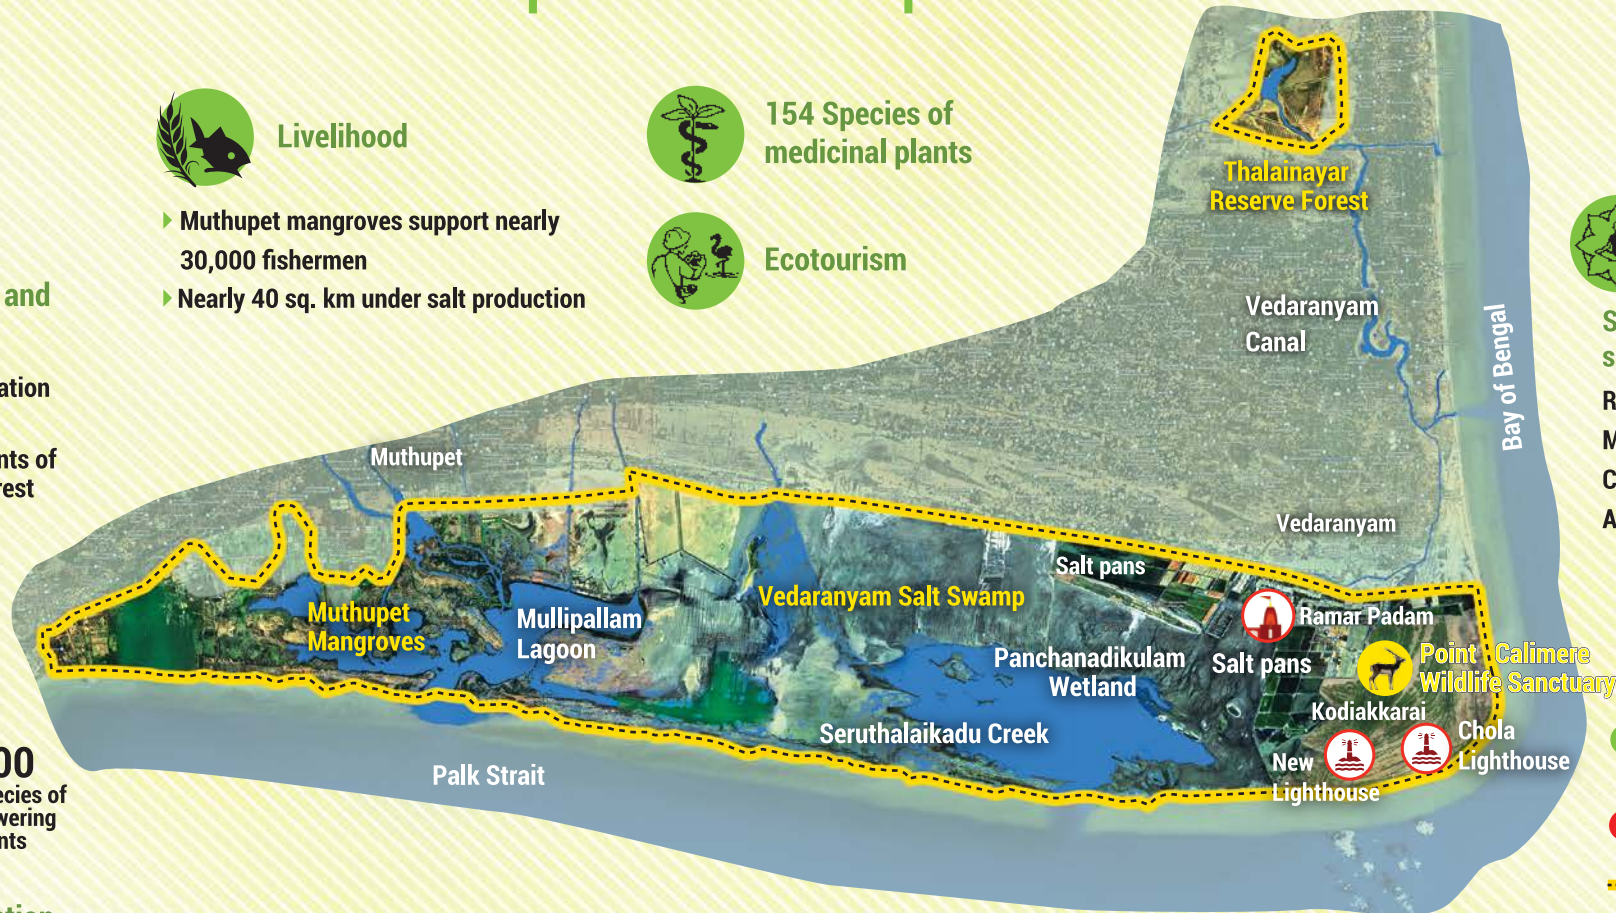 Livelihood
Muthupet mangroves support nearly
30,000 fishermen
Nearly 40 sq. km under salt production
154 Species of
medicinal plants
Ecotourism
and
Thalainayar
Reserve Forest
Vedaranyam
Canal
Bay of Bengal
Muthupet
Vedaranyam
Salt pans
Vedaranyam Salt Swamp
Muthupet
Mangroves
Mullipallam
Lagoon
Ramar Padam
Panchanadikulam
Wetland
Salt pans
Point Calimere
Wildlife Sanctuary
Kodiakkarai
Seruthalaikadu Creek
Chola
Lighthouse
New
Lighthouse
Palk Strait
00
ecies of
wering
nts
ation
nts of
rest
S
s
R
M
C
A